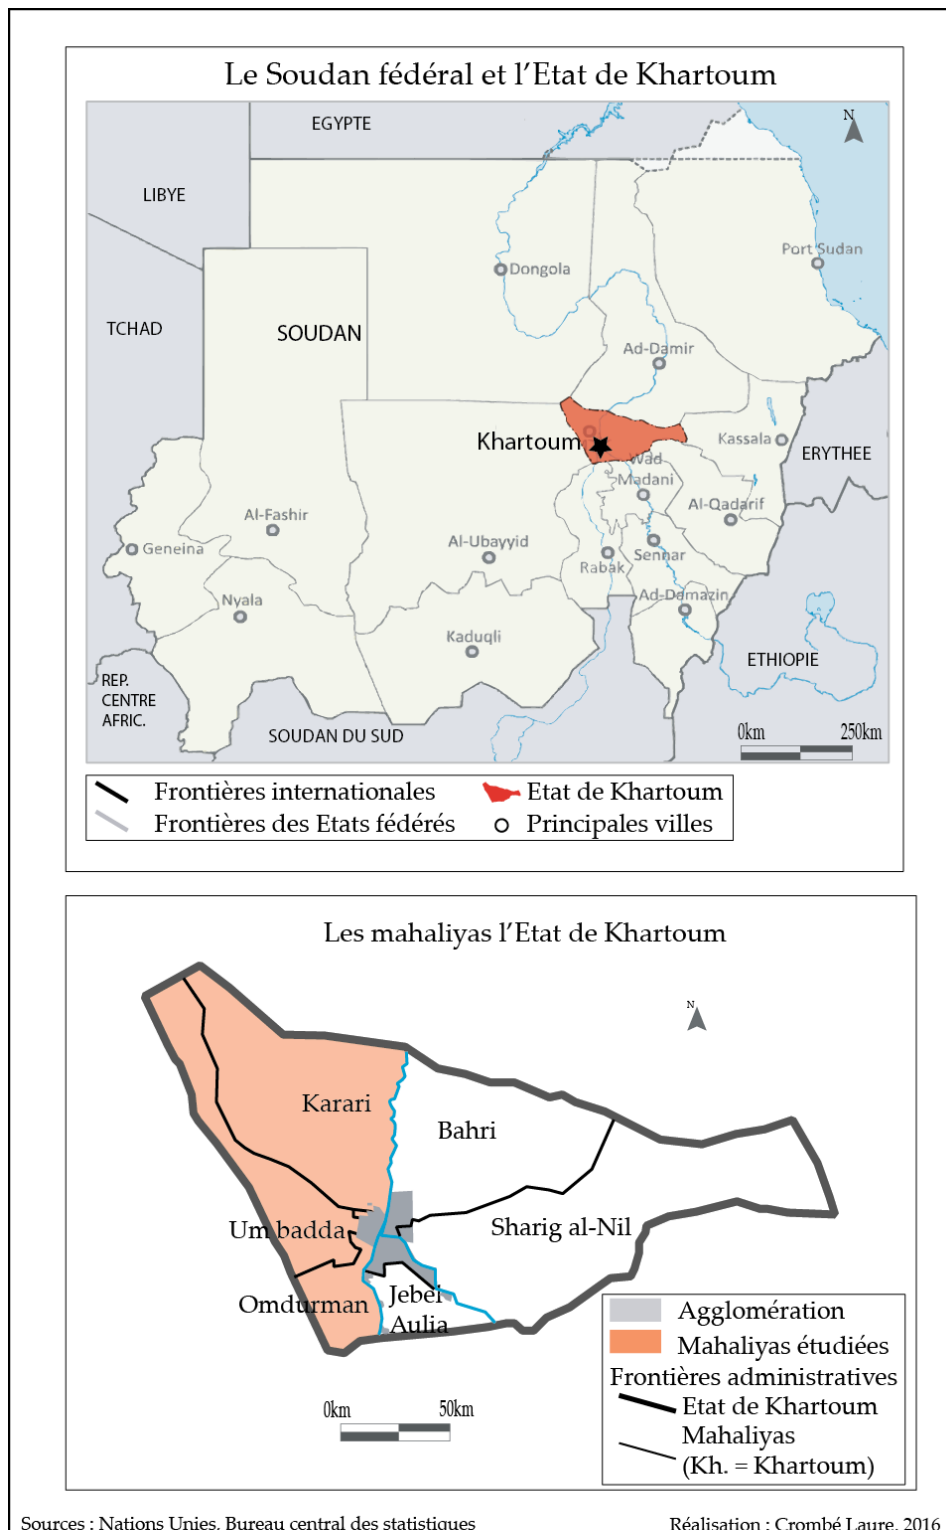 Le Soudan fédéral et l'Etat de Khartoum
EGYPTE
N
LIBYE
Port Sudan
Dongola
TCHAD
SOUDAN
Ad-Damir
Khartoum
Kassala
ERYTHEE
Wad
Madani
Al-Qadarif
Al-Fashir
Geneina
Al-Ubayyid
Rabak
Sennar
Nyala
Ad-Damazin
Kaduqli
ETHIOPIE
REP.
CENTRE
AFRIC.
SOUDAN DU SUD
0km 250km
Frontières internationales
Etat de Khartoum
Frontières des Etats fédérés
Principales villes
Les mahaliyas l'Etat de Khartoum
N
Karari
Bahri
Um badda
Sharig al-Nil
Omdurman
Jebel
Aulia
Agglomération
Mahaliyas étudiées
Frontières administratives
Etat de Khartoum
Mahaliyas
(Kh. = Khartoum)
0km 50km
Sources : Nations Unies, Bureau central des statistiques
Réalisation : Crombé Laure, 2016